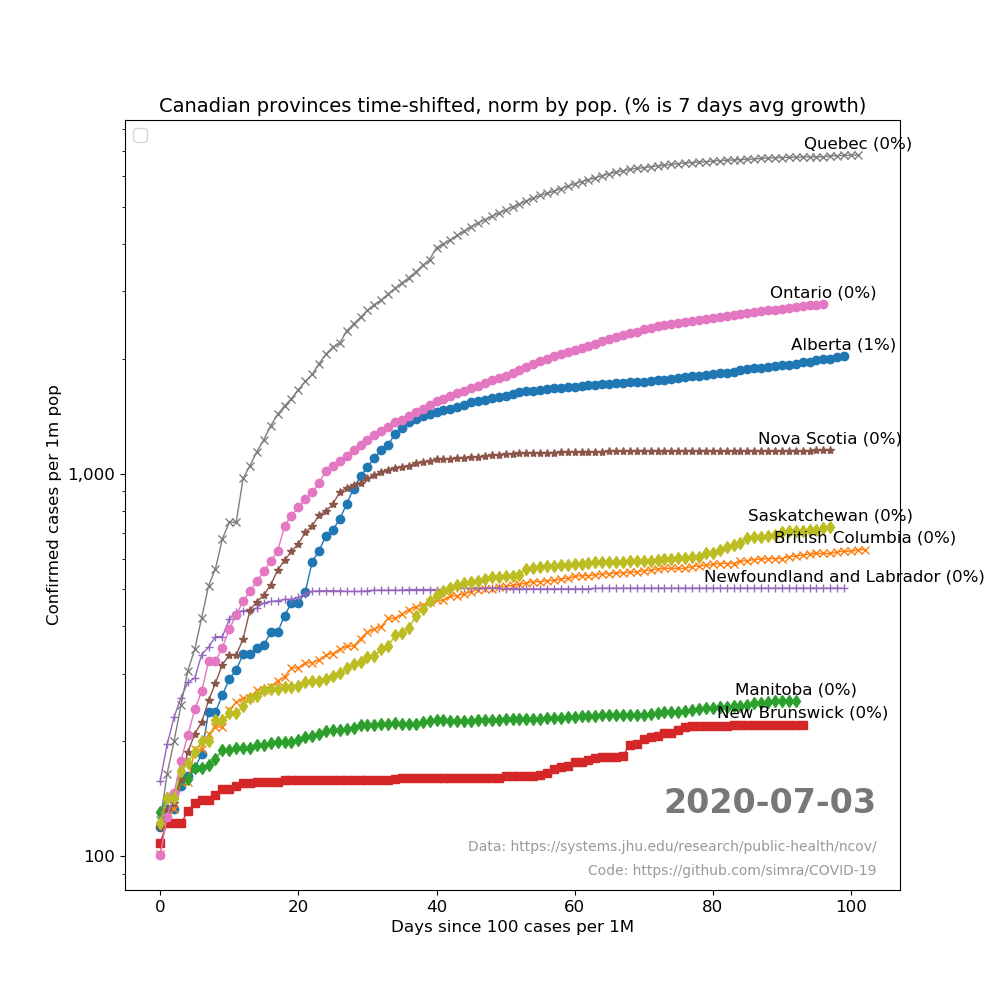 Canadian provinces time-shifted, norm by pop. (% is 7 days avg growth)
Quebec (0%)
Ontario (0%)
Alberta (1%)
Nova Scotia (0%)
Saskatchewan (0%)
British Columbia (0%)
Newfoundland and Labrador (0%)
Manitoba (0%)
New Brunswick (0%)
Confirmed cases per 1m pop
1,000
100
2020-07-03
Data: https://systems.jhu.edu/research/public-health/ncov/
Code: https://github.com/simra/COVID-19
0 20 40 60 80 100
Days since 100 cases per 1M